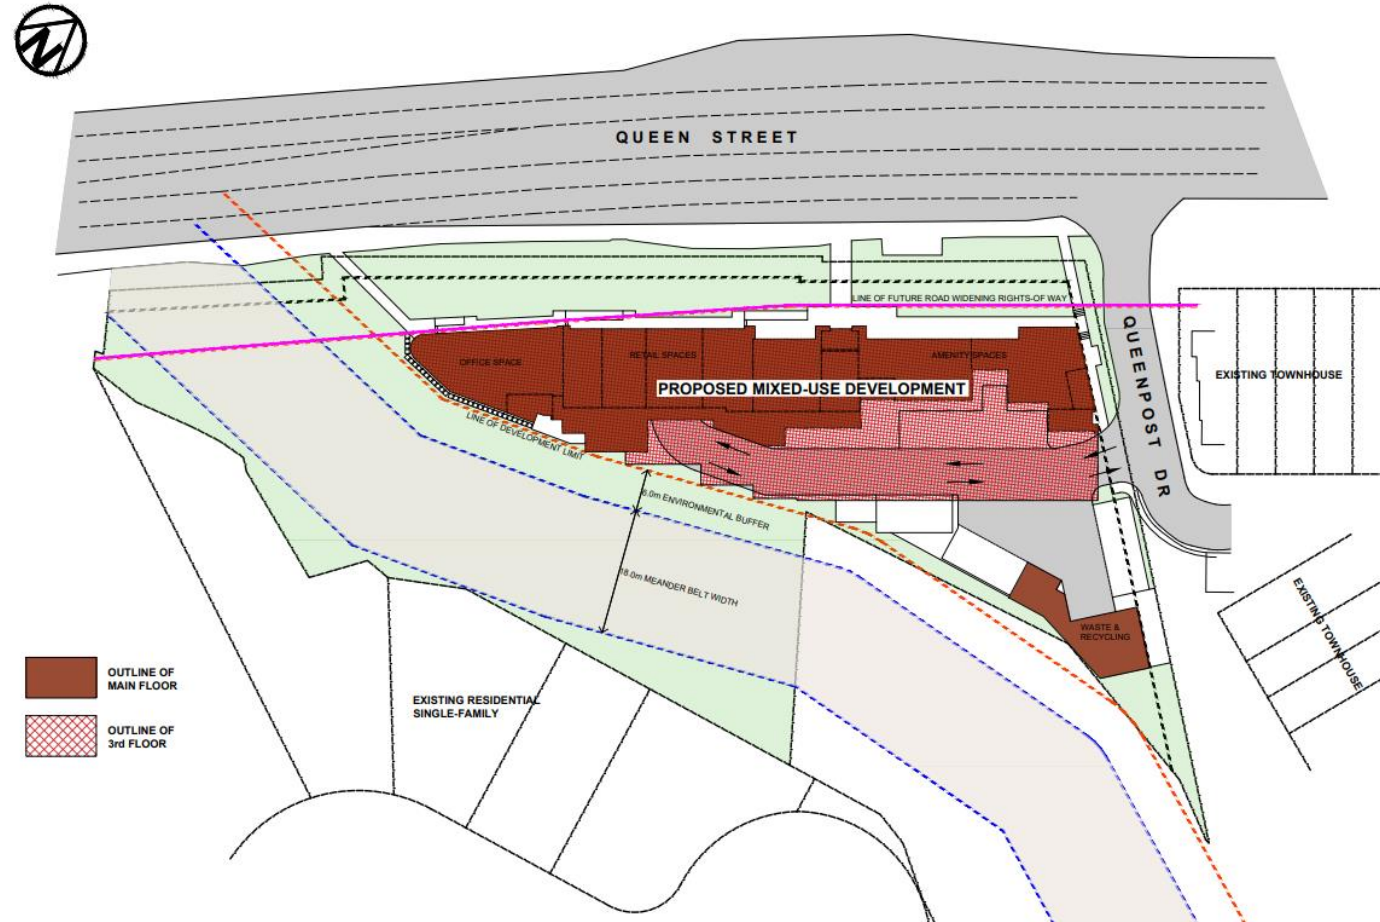 QUEEN STREET
LINE OF FUTURE ROAD WIDENING RIGHTS-OF WAY
OFFICE SPACE
RETAIL SPACES
AMENITY SPACES
PROPOSED MIXED-USE DEVELOPMENT
QUEENPOST DR
EXISTING TOWNHOUSE
LINE OF DEVELOPMENT LIMIT
6.0m ENVIRONMENTAL BUFFER
18.0m MEANDER BELT WIDTH
WASTE &
RECYCLING
EXISTING TOWNHOUSE
OUTLINE OF
MAIN FLOOR
OUTLINE OF
3rd FLOOR
EXISTING RESIDENTIAL
SINGLE-FAMILY